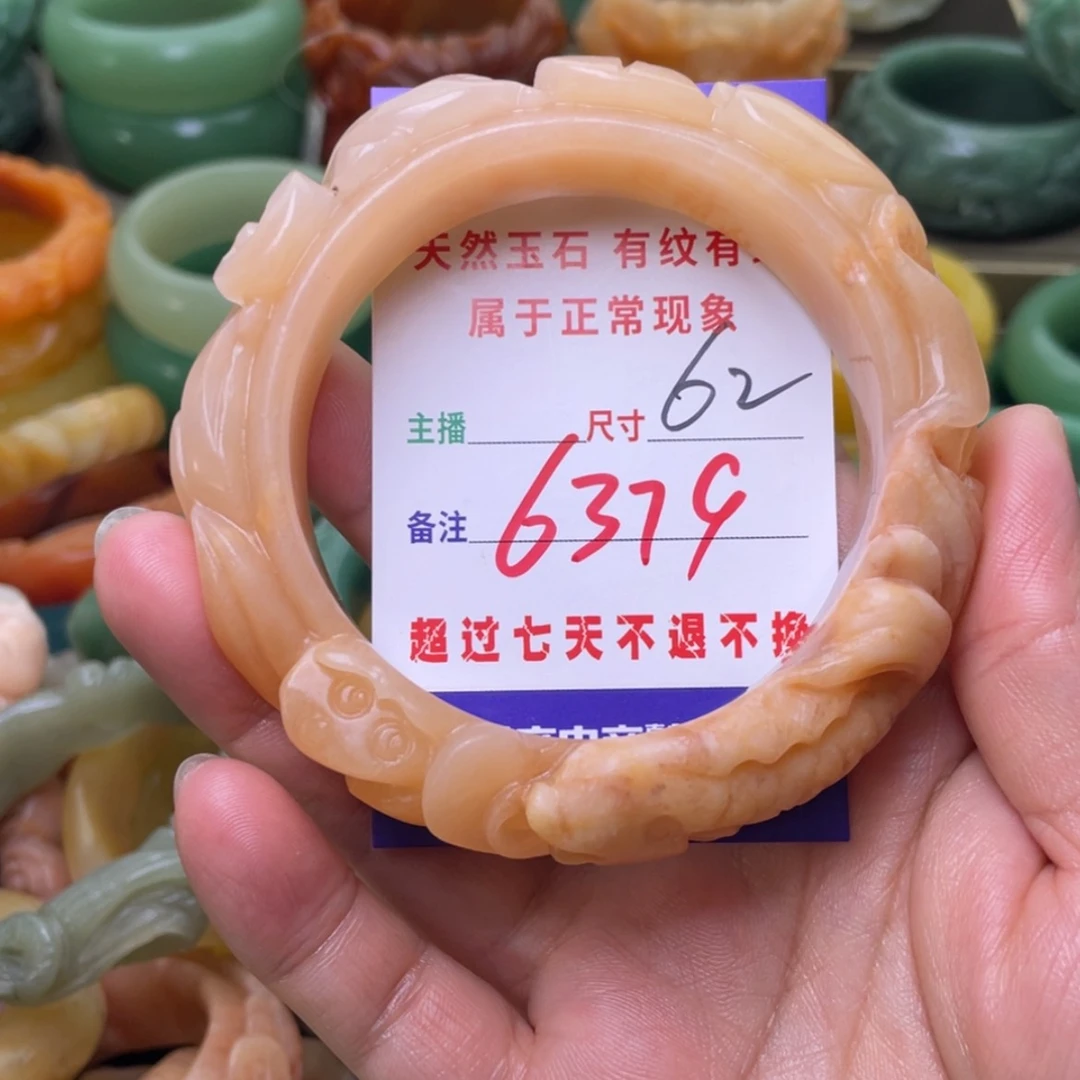 天然玉石 有纹有
属于正常现象
主播 尺寸 62
备注 6379
超过七天不退不换